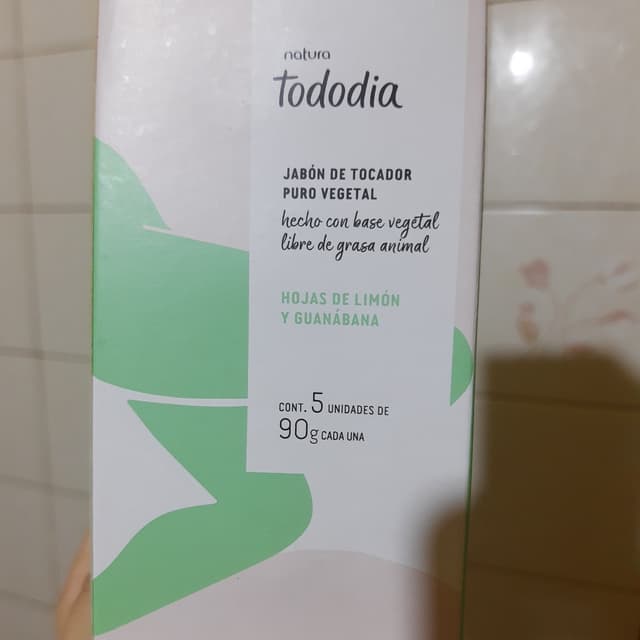 natura
tododia
JABÓN DE TOCADOR
PURO VEGETAL
hecho con base vegetal
libre de grasa animal
HOJAS DE LIMÓN
Y GUANÁBANA
CONT. 5 UNIDADES DE
90g CADA UNA